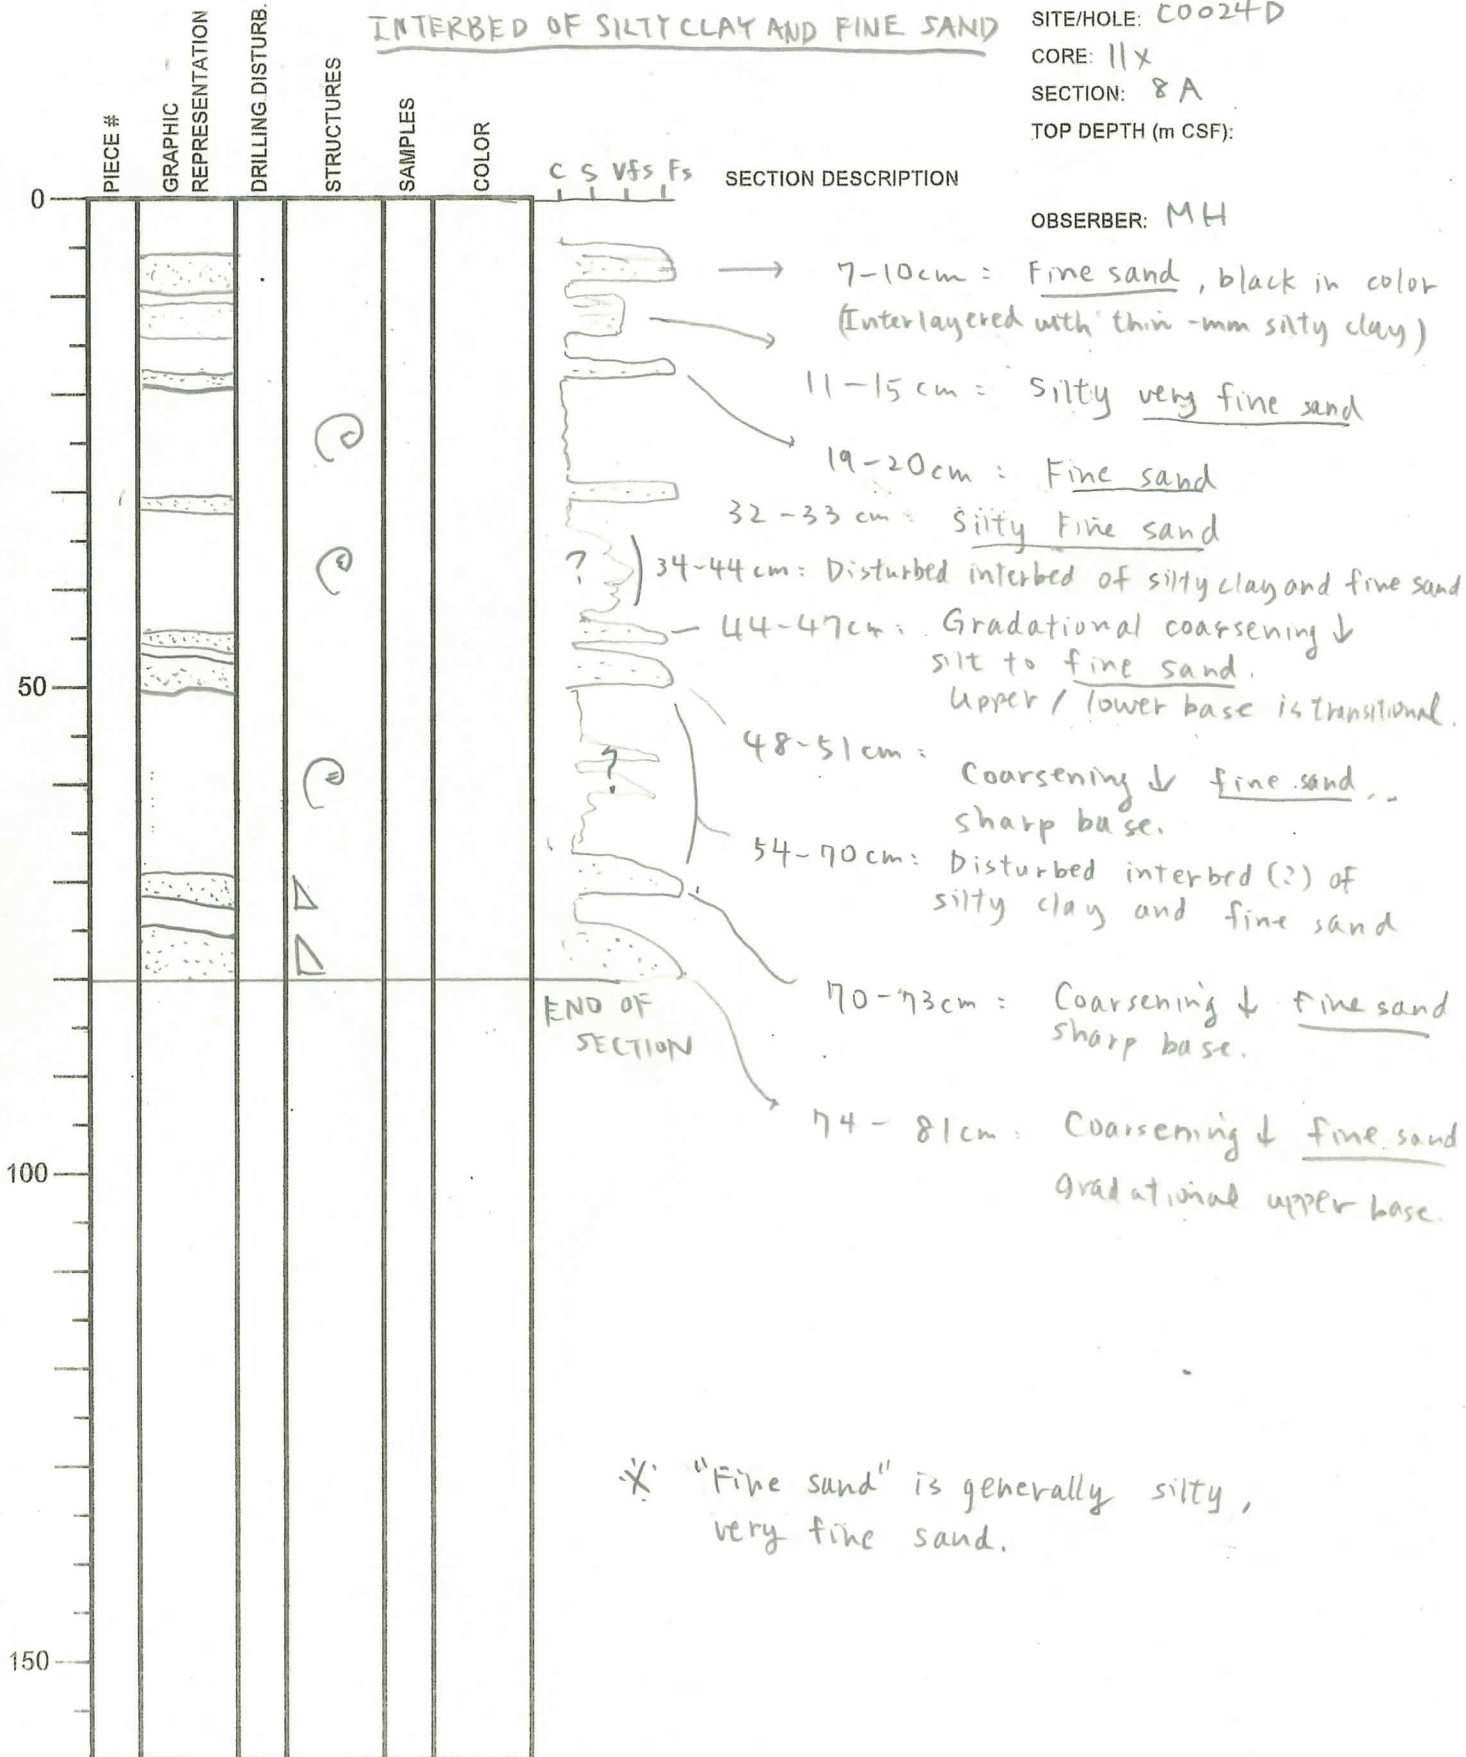 INTERBED OF SILTY CLAY AND FINE SAND
SITE/HOLE: C0024D
CORE: 11X
SECTION: 8A
TOP DEPTH (m CSF):
OBSERBER: MH
PIECE #
GRAPHIC REPRESENTATION
DRILLING DISTURB.
STRUCTURES
SAMPLES
COLOR
C S Vfs Fs
SECTION DESCRIPTION
0
7-10cm = Fine sand, black in color
(Interlayered with thin -mm silty clay)
11-15 cm = Silty very fine sand
19-20cm : Fine sand
32-33 cm = Silty Fine sand
?
34-44cm: Disturbed interbed of silty clay and fine sand
44-47cm: Gradational coarsening ↓
silt to fine sand.
Upper / lower base is transitional.
50
48-51cm =
Coarsening ↓ fine sand
sharp base.
?
54-70cm: Disturbed interbed (?) of
silty clay and fine sand
70-73cm = Coarsening ↓ fine sand
sharp base.
END OF
SECTION
74-81cm: Coarsening ↓ fine sand
gradational upper base.
100
※ "Fine sand" is generally silty,
very fine sand.
150